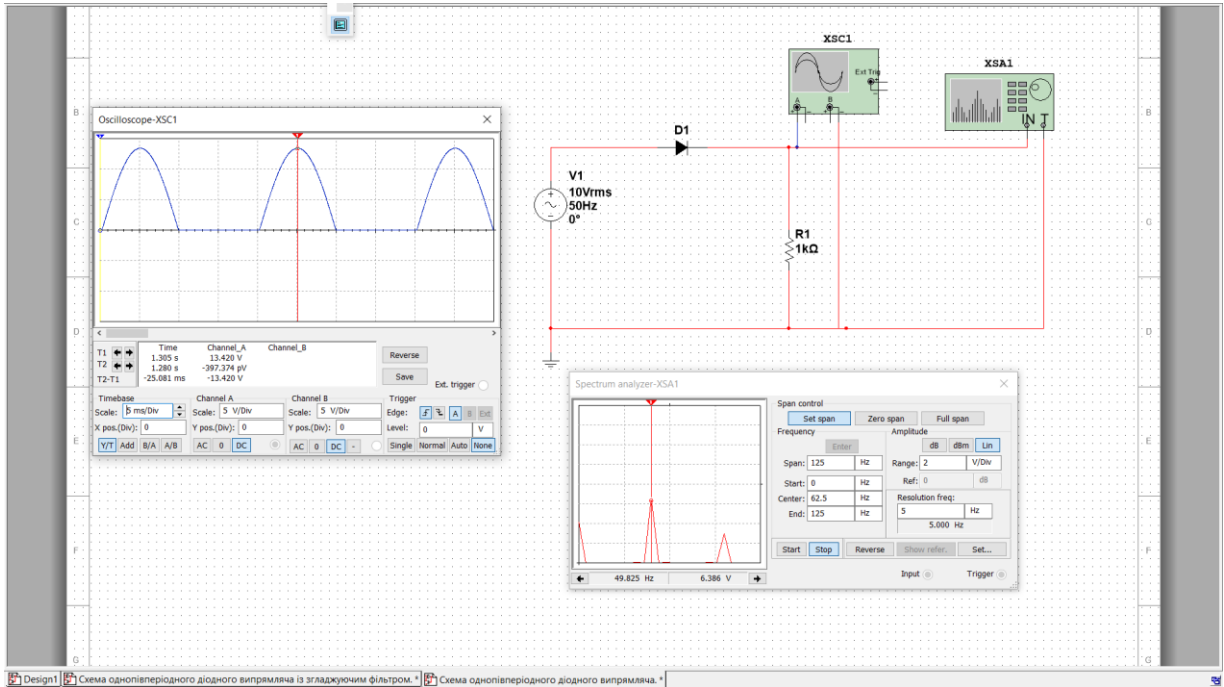 XSC1
Ext Trig
A B
XSA1
IN T
D1
V1
10Vrms
50Hz
0°
R1
1kΩ
Oscilloscope-XSC1
Time Channel_A Channel_B
T1 1.305 s 13.420 V
T2 1.280 s -397.374 pV
T2-T1 -25.081 ms -13.420 V
Reverse
Save
Ext. trigger
Timebase Channel A Channel B Trigger
Scale: 5 ms/Div Scale: 5 V/Div Scale: 5 V/Div Edge: A B Ext
X pos.(Div): 0 Y pos.(Div): 0 Y pos.(Div): 0 Level: 0 V
Y/T Add B/A A/B AC 0 DC AC 0 DC - Single Normal Auto None
Spectrum analyzer-XSA1
Span control
Set span Zero span Full span
Frequency Amplitude
Enter dB dBm Lin
Span: 125 Hz Range: 2 V/Div
Start: 0 Hz Ref: 0 dB
Center: 62.5 Hz Resolution freq:
End: 125 Hz 5 Hz
5.000 Hz
Start Stop Reverse Show refer. Set...
49.825 Hz 6.386 V
Input Trigger
B B
C C
D D
E E
F F
G G
Design1 Схема однопівперіодного діодного випрямляча із згладжуючим фільтром. * Схема однопівперіодного діодного випрямляча. *